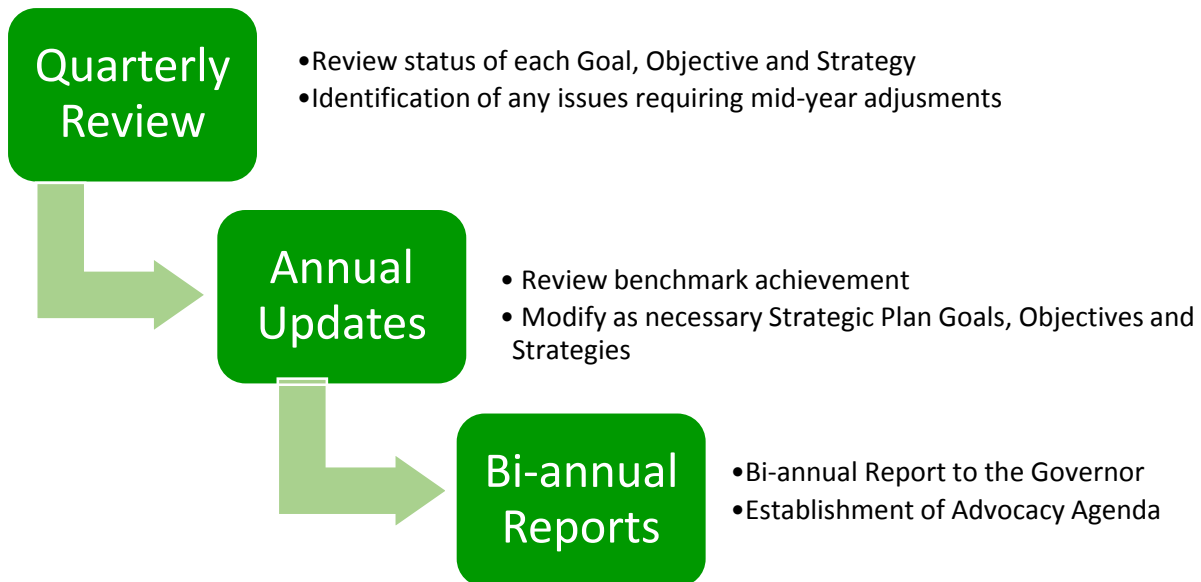 Quarterly
Review
•Review status of each Goal, Objective and Strategy
•Identification of any issues requiring mid-year adjusments
Annual
Updates
• Review benchmark achievement
• Modify as necessary Strategic Plan Goals, Objectives and
Strategies
Bi-annual
Reports
•Bi-annual Report to the Governor
•Establishment of Advocacy Agenda